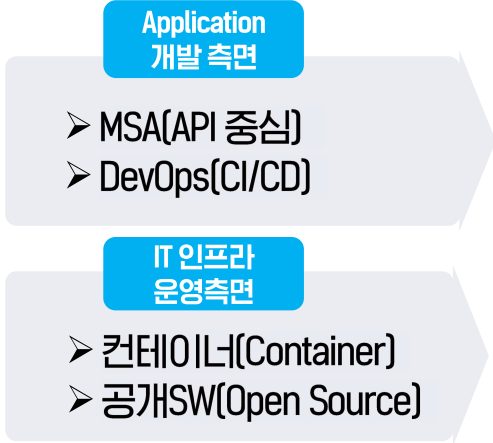 Application
개발 측면
➢ MSA(API 중심)
➢ DevOps(CI/CD)
IT 인프라
운영측면
➢ 컨테이너(Container)
➢ 공개SW(Open Source)